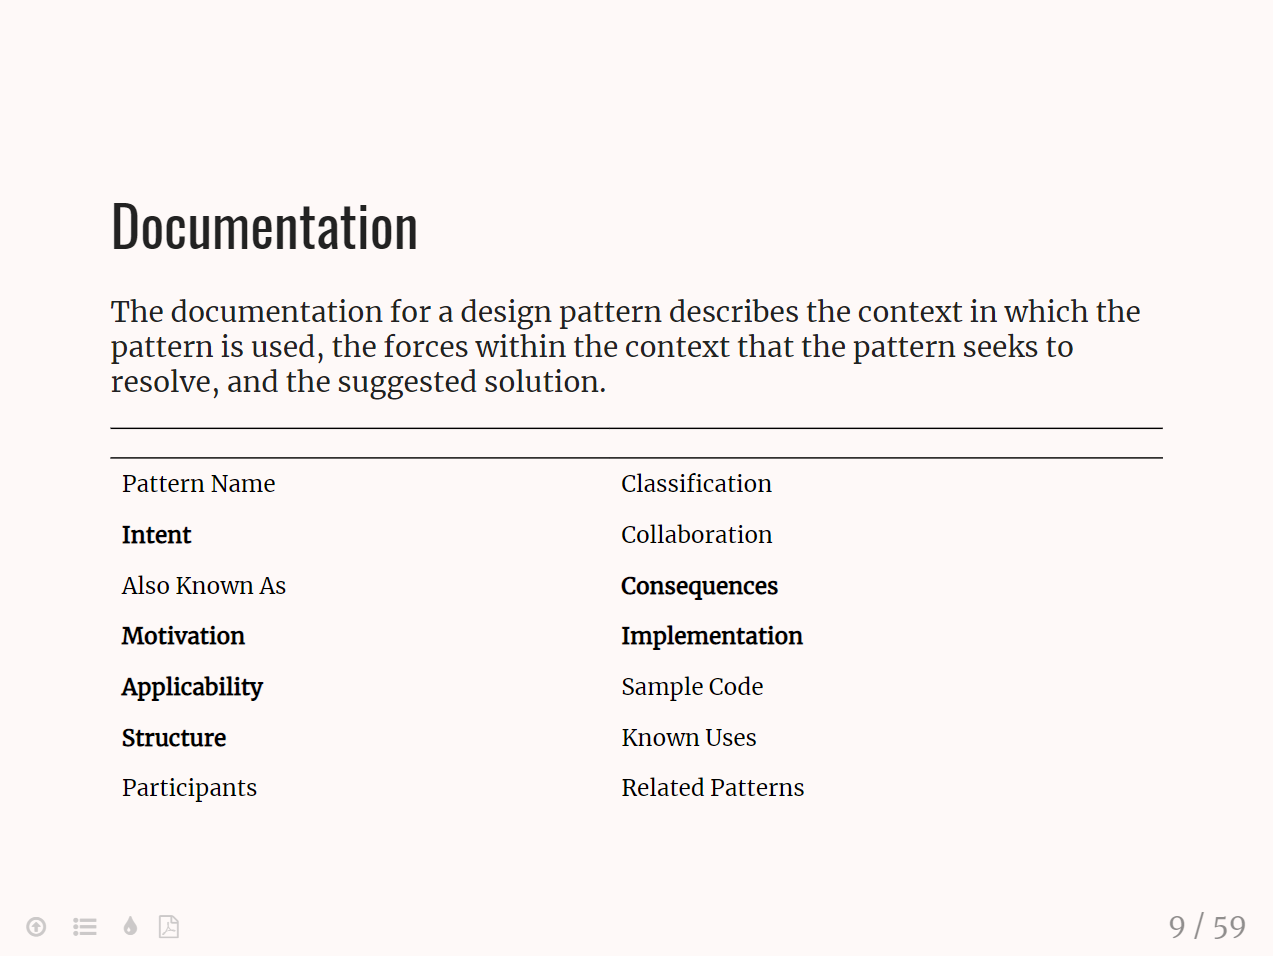 Documentation
The documentation for a design pattern describes the context in which the
pattern is used, the forces within the context that the pattern seeks to
resolve, and the suggested solution.
Pattern Name Classification
Intent Collaboration
Also Known As Consequences
Motivation Implementation
Applicability Sample Code
Structure Known Uses
Participants Related Patterns
9 / 59